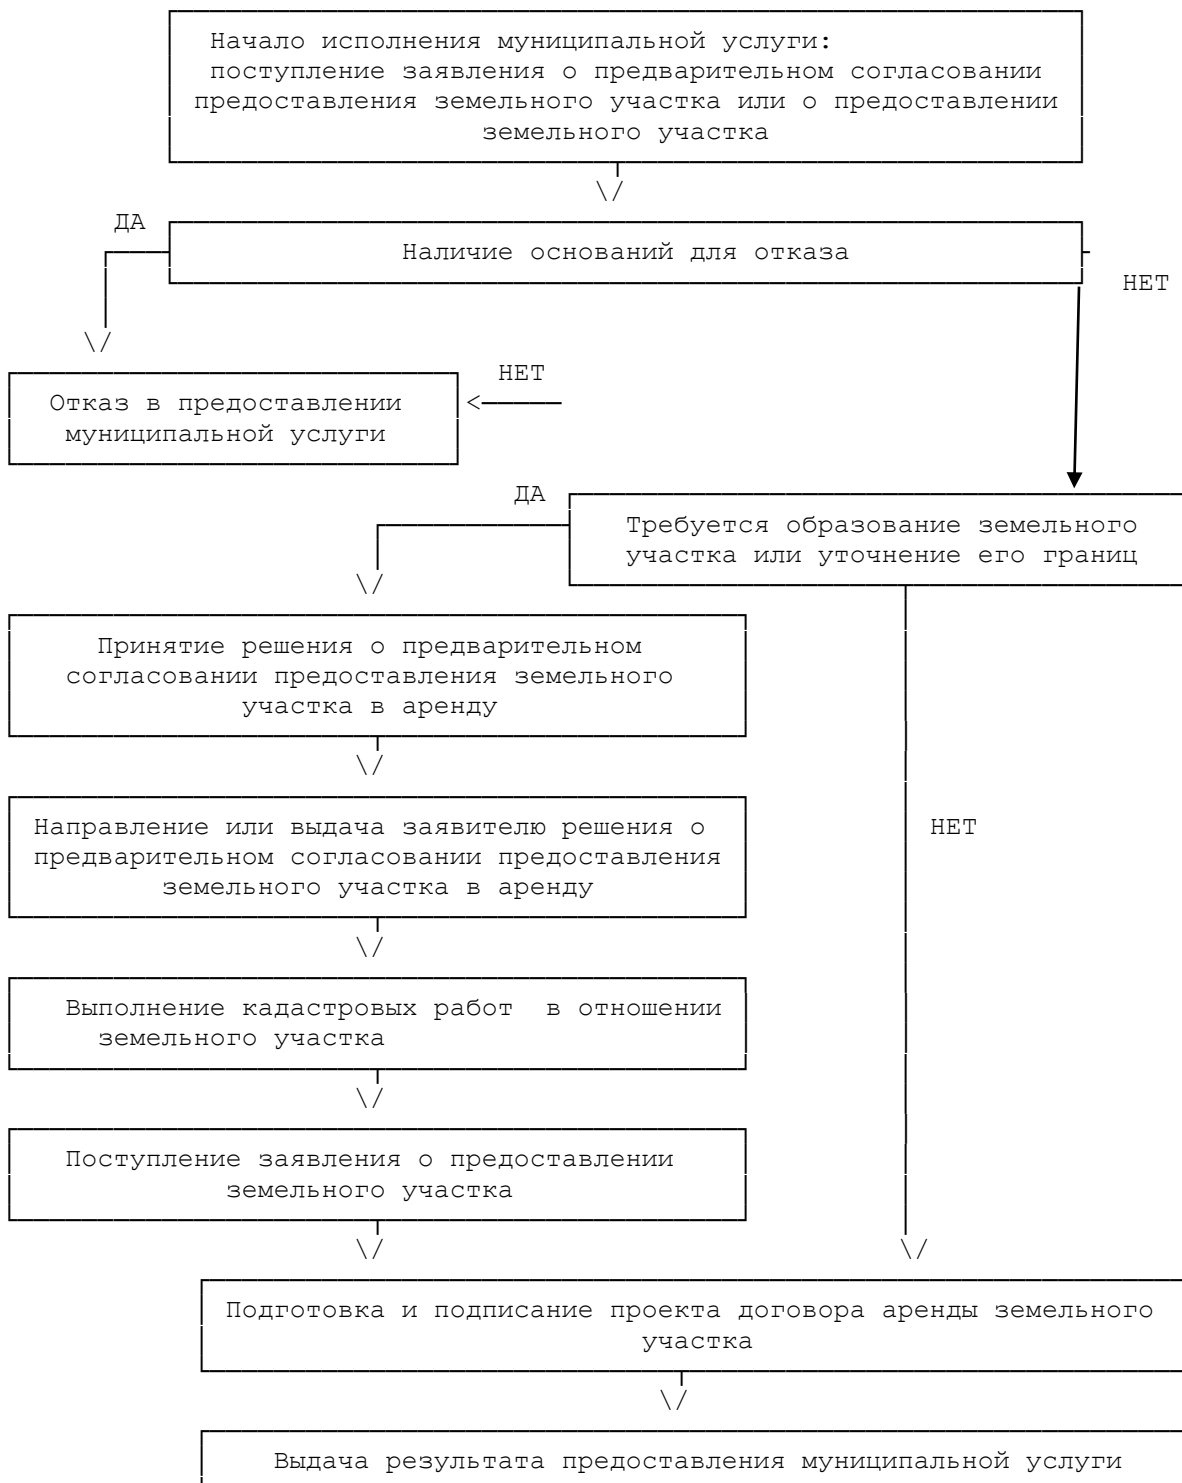 Начало исполнения муниципальной услуги:
поступление заявления о предварительном согласовании
предоставления земельного участка или о предоставлении
земельного участка
ДА
Наличие оснований для отказа
НЕТ
НЕТ
Отказ в предоставлении
муниципальной услуги
ДА
Требуется образование земельного
участка или уточнение его границ
Принятие решения о предварительном
согласовании предоставления земельного
участка в аренду
Направление или выдача заявителю решения о
предварительном согласовании предоставления
земельного участка в аренду
НЕТ
Выполнение кадастровых работ в отношении
земельного участка
Поступление заявления о предоставлении
земельного участка
Подготовка и подписание проекта договора аренды земельного
участка
Выдача результата предоставления муниципальной услуги